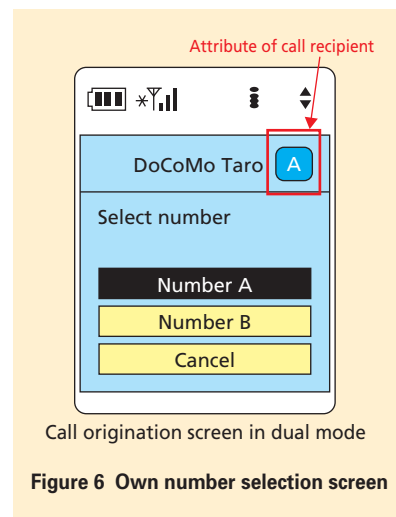 Attribute of call recipient
DoCoMo Taro A
Select number
Number A
Number B
Cancel
Call origination screen in dual mode
Figure 6 Own number selection screen